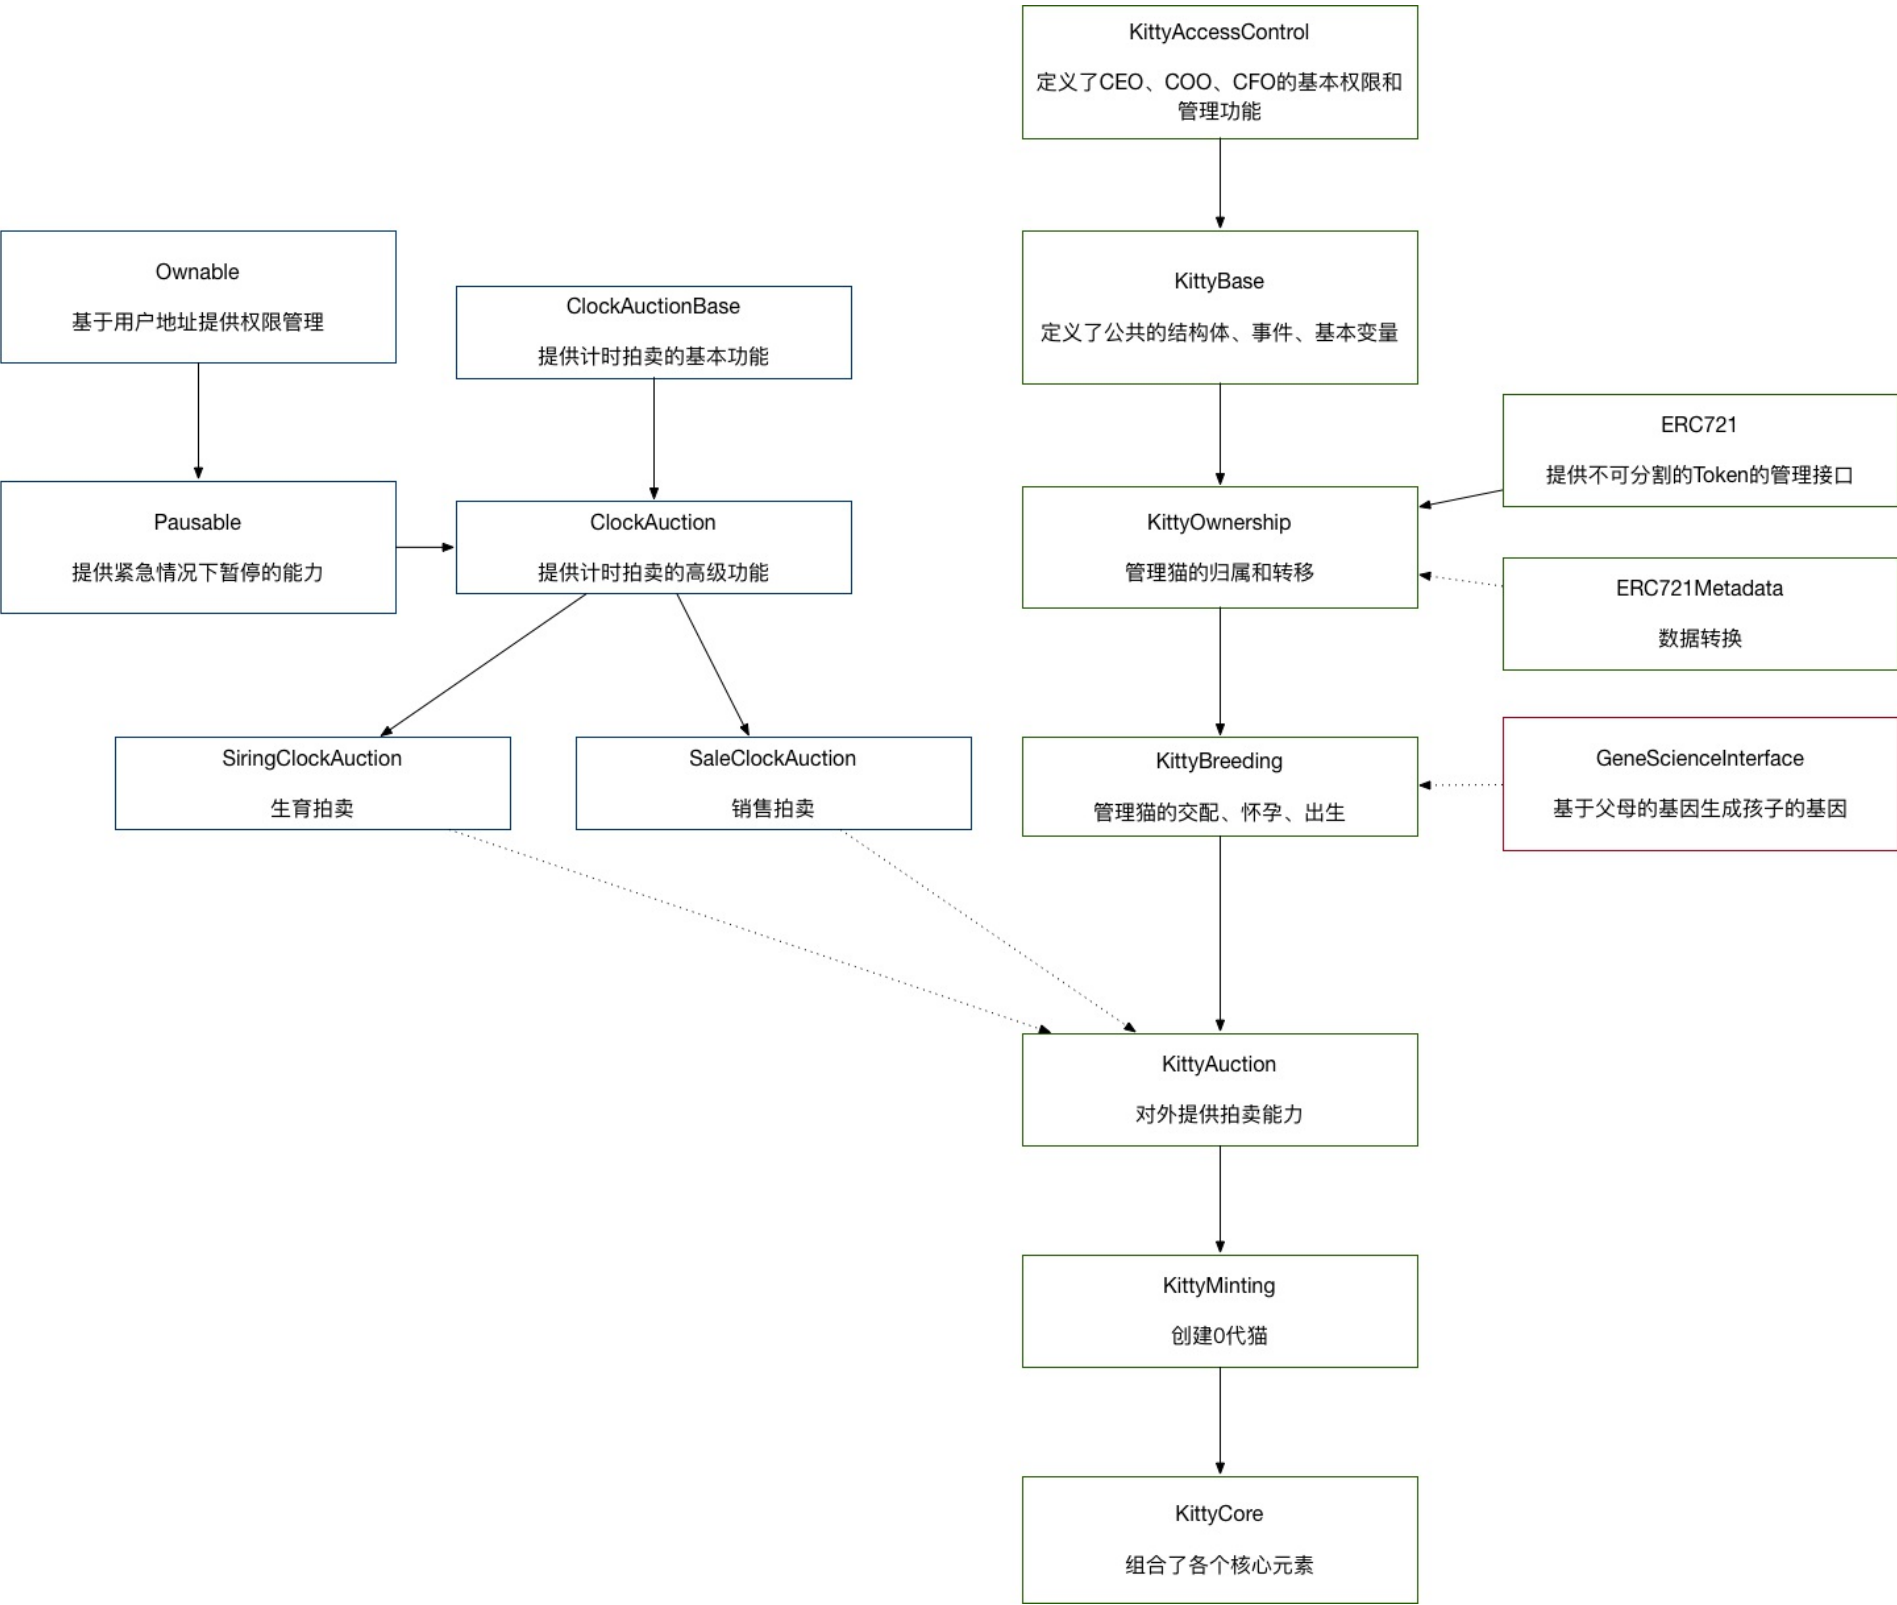 KittyAccessControl
定义了CEO、COO、CFO的基本权限和
管理功能
Ownable
基于用户地址提供权限管理
ClockAuctionBase
提供计时拍卖的基本功能
KittyBase
定义了公共的结构体、事件、基本变量
ERC721
提供不可分割的Token的管理接口
Pausable
提供紧急情况下暂停的能力
ClockAuction
提供计时拍卖的高级功能
KittyOwnership
管理猫的归属和转移
ERC721Metadata
数据转换
SiringClockAuction
生育拍卖
SaleClockAuction
销售拍卖
KittyBreeding
管理猫的交配、怀孕、出生
GeneScienceInterface
基于父母的基因生成孩子的基因
KittyAuction
对外提供拍卖能力
KittyMinting
创建0代猫
KittyCore
组合了各个核心元素